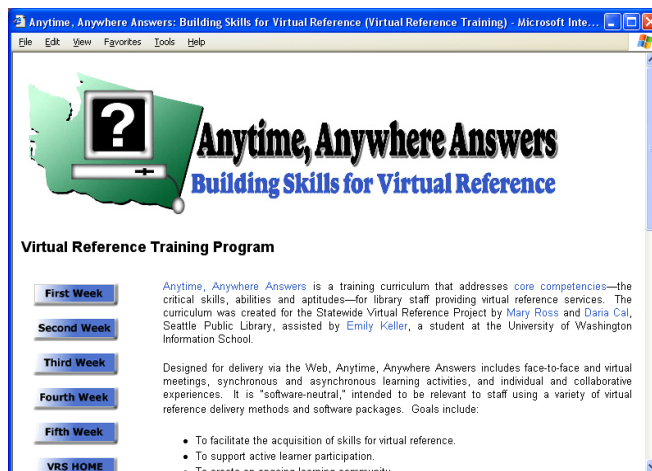 Anytime, Anywhere Answers: Building Skills for Virtual Reference (Virtual Reference Training) - Microsoft Inte...
File Edit View Favorites Tools Help
?
Anytime, Anywhere Answers
Building Skills for Virtual Reference
Virtual Reference Training Program
First Week
Second Week
Third Week
Fourth Week
Fifth Week
VRS HOME
Anytime, Anywhere Answers is a training curriculum that addresses core competencies—the
critical skills, abilities and aptitudes—for library staff providing virtual reference services. The
curriculum was created for the Statewide Virtual Reference Project by Mary Ross and Daria Cal,
Seattle Public Library, assisted by Emily Keller, a student at the University of Washington
Information School.
Designed for delivery via the Web, Anytime, Anywhere Answers includes face-to-face and virtual
meetings, synchronous and asynchronous learning activities, and individual and collaborative
experiences. It is "software-neutral," intended to be relevant to staff using a variety of virtual
reference delivery methods and software packages. Goals include:
• To facilitate the acquisition of skills for virtual reference.
• To support active learner participation.
• To create an ongoing learning community.